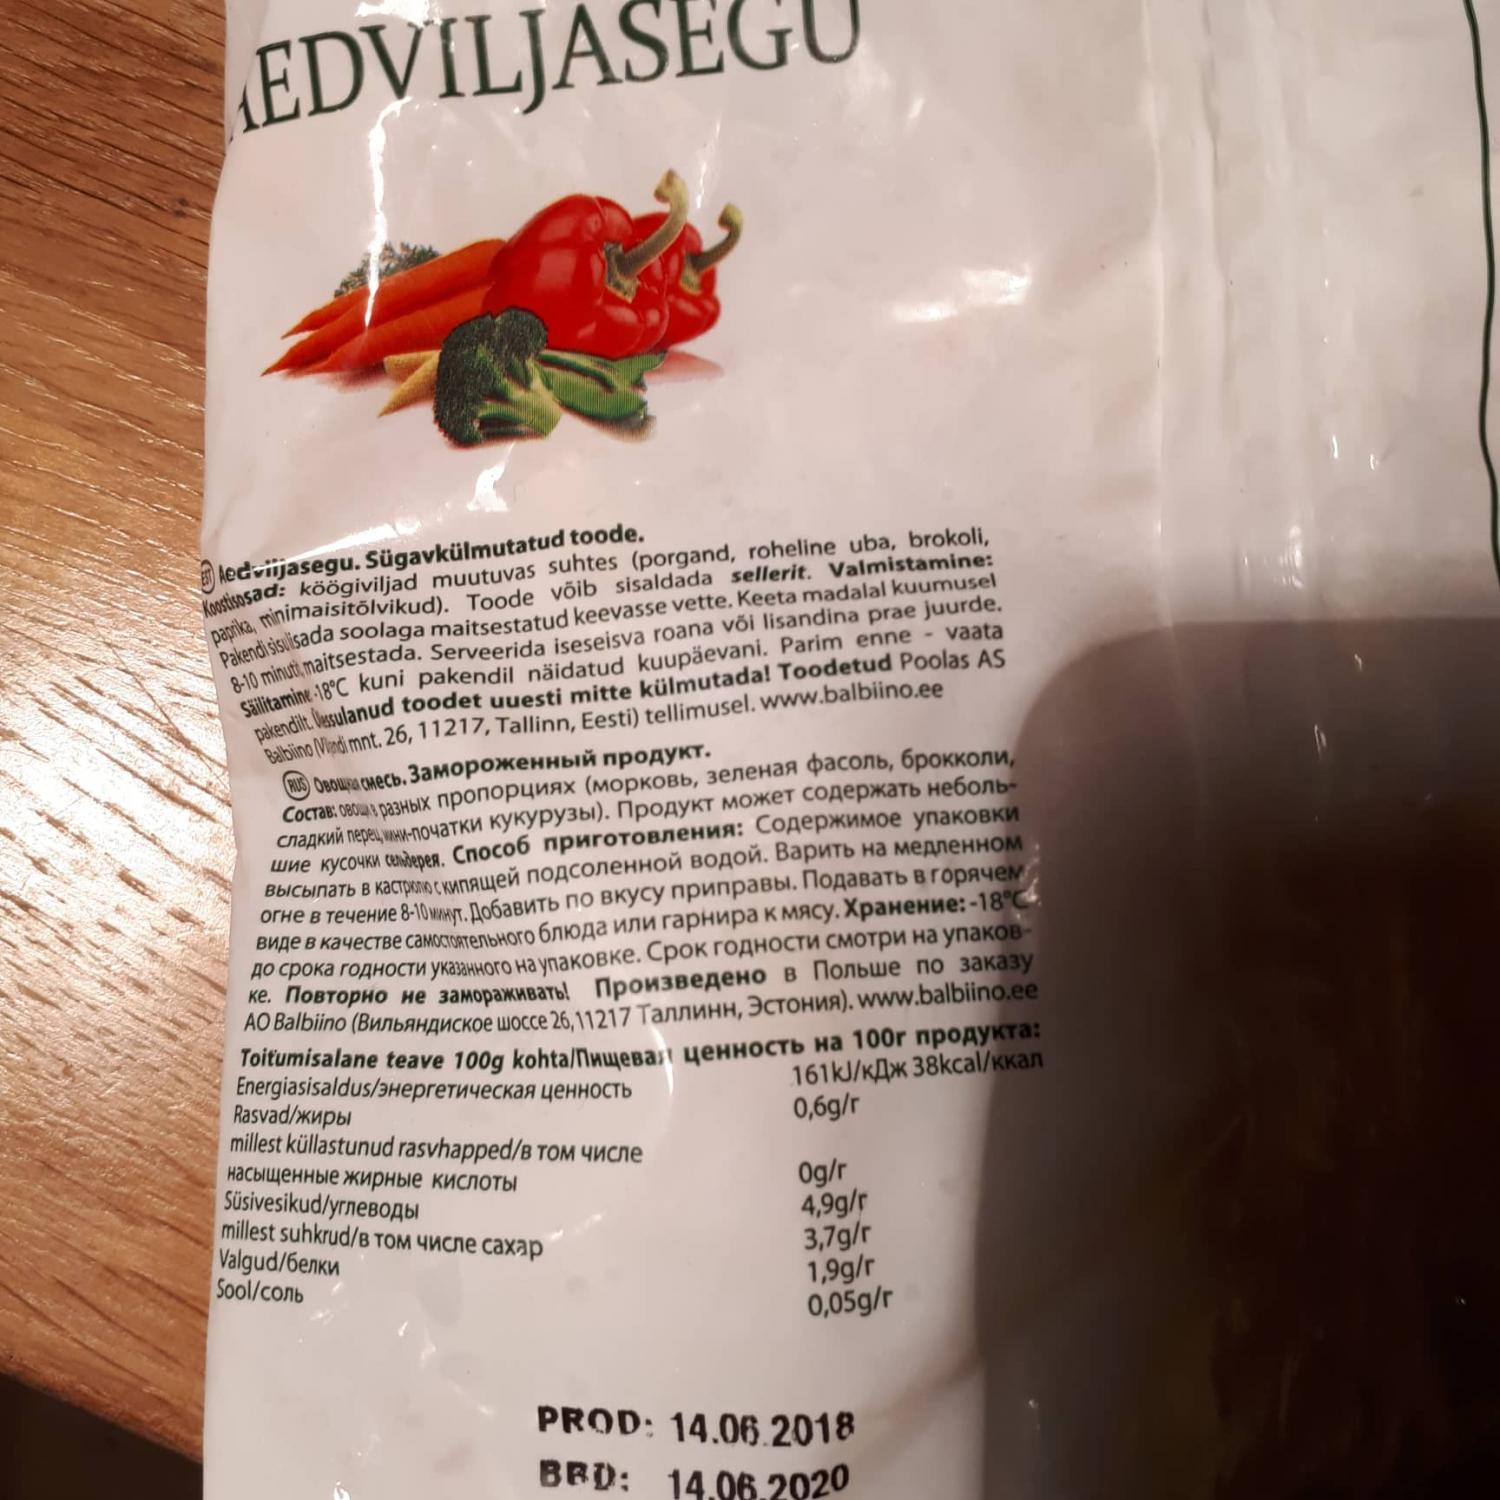 AEDVILJASEGU
EST Aedviljasegu. Sügavkülmutatud toode.
Koostisosad: köögiviljad muutuvas suhtes (porgand, roheline uba, brokoli,
paprika, minimaisitõlvikud). Toode võib sisaldada sellerit. Valmistamine:
Pakendi sisu lisada soolaga maitsestatud keevasse vette. Keeta madalal kuumusel
8-10 minuti, maitsestada. Serveerida iseseisva roana või lisandina prae juurde.
Säilitamine -18°C kuni pakendil näidatud kuupäevani. Parim enne - vaata
pakendilt. Ülessulanud toodet uuesti mitte külmutada! Toodetud Poolas AS
Balbiino (Viljandi mnt. 26, 11217, Tallinn, Eesti) tellimusel. www.balbiino.ee
RUS Овощная смесь. Замороженный продукт.
Состав: овощи в разных пропорциях (морковь, зеленая фасоль, брокколи,
сладкий перец, мини-початки кукурузы). Продукт может содержать неболь-
шие кусочки сельдерея. Способ приготовления: Содержимое упаковки
высыпать в кастрюлю с кипящей подсоленной водой. Варить на медленном
огне в течение 8-10 минут. Добавить по вкусу приправы. Подавать в горячем
виде в качестве самостоятельного блюда или гарнира к мясу. Хранение: -18°C
до срока годности указанного на упаковке. Срок годности смотри на упаков-
ке. Повторно не замораживать! Произведено в Польше по заказу
АО Balbiino (Вильяндиское шоссе 26, 11217 Таллинн, Эстония). www.balbiino.ee
Toitumisalane teave 100g kohta/Пищевая ценность на 100г продукта:
Energiasisaldus/энергетическая ценность 161kJ/кДж 38kcal/ккал
Rasvad/жиры 0,6g/г
millest küllastunud rasvhapped/в том числе
насыщенные жирные кислоты 0g/г
Süsivesikud/углеводы 4,9g/г
millest suhkrud/в том числе сахар 3,7g/г
Valgud/белки 1,9g/г
Sool/соль 0,05g/г
PROD: 14.06.2018
BBD: 14.06.2020